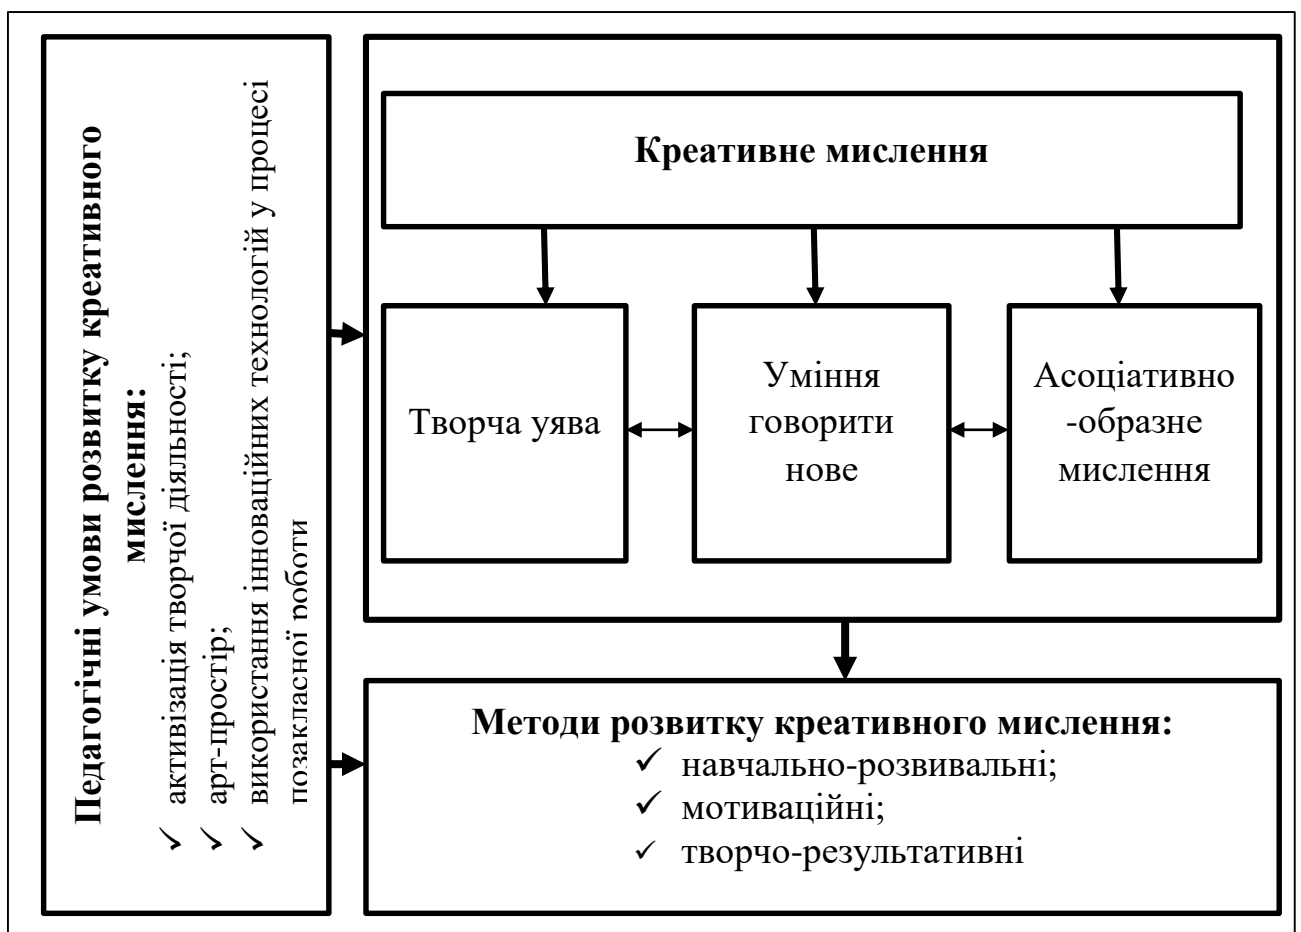 Педагогічні умови розвитку креативного
мислення:
✓ активізація творчої діяльності;
✓ арт-простір;
✓ використання інноваційних технологій у процесі
позакласної роботи
Креативне мислення
Творча уява
Уміння
говорити
нове
Асоціативно
-образне
мислення
Методи розвитку креативного мислення:
✓ навчально-розвивальні;
✓ мотиваційні;
✓ творчо-результативні